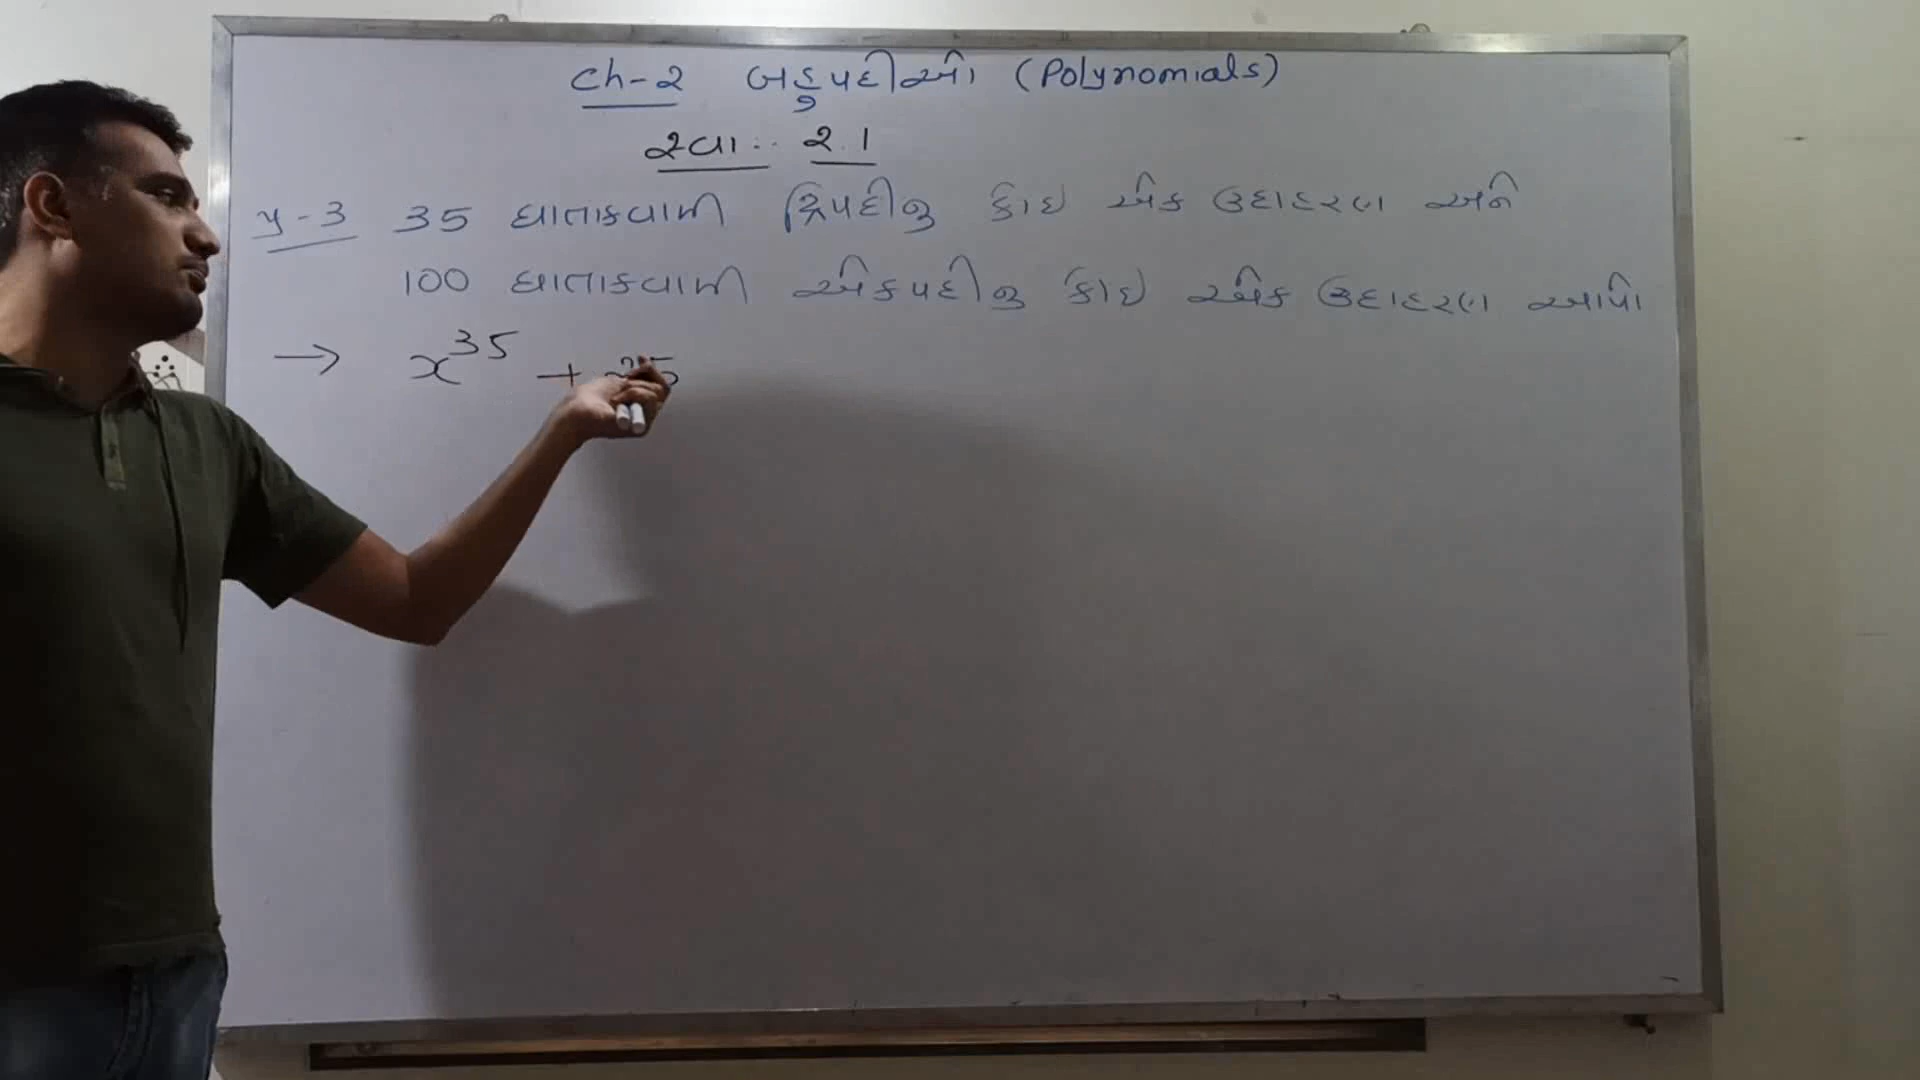 Ch-2 બહુપદીઓ (Polynomials)
સ્વા:- 2.1
પ્ર-3 35 ઘાતાકવાળી દ્વિપદીનુ કોઇ એક ઉદાહરણ અને
100 ઘાતાકવાળી એકપદીનુ કોઇ એક ઉદાહરણ આપો
→ x³⁵ +